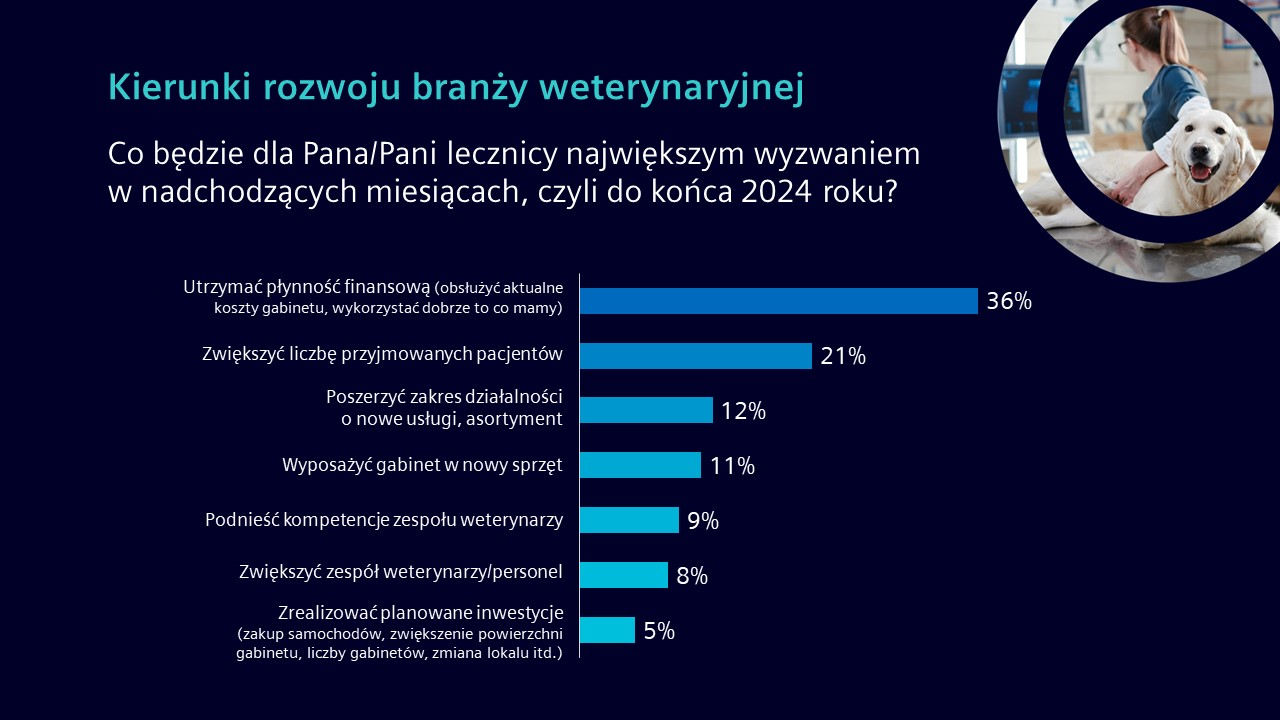 Kierunki rozwoju branży weterynaryjnej
Co będzie dla Pana/Pani lecznicy największym wyzwaniem
w nadchodzących miesiącach, czyli do końca 2024 roku?
Utrzymać płynność finansową (obsłużyć aktualne
koszty gabinetu, wykorzystać dobrze to co mamy)
36%
Zwiększyć liczbę przyjmowanych pacjentów
21%
Poszerzyć zakres działalności
o nowe usługi, asortyment
12%
Wyposażyć gabinet w nowy sprzęt
11%
Podnieść kompetencje zespołu weterynarzy
9%
Zwiększyć zespół weterynarzy/personel
8%
Zrealizować planowane inwestycje
(zakup samochodów, zwiększenie powierzchni
gabinetu, liczby gabinetów, zmiana lokalu itd.)
5%